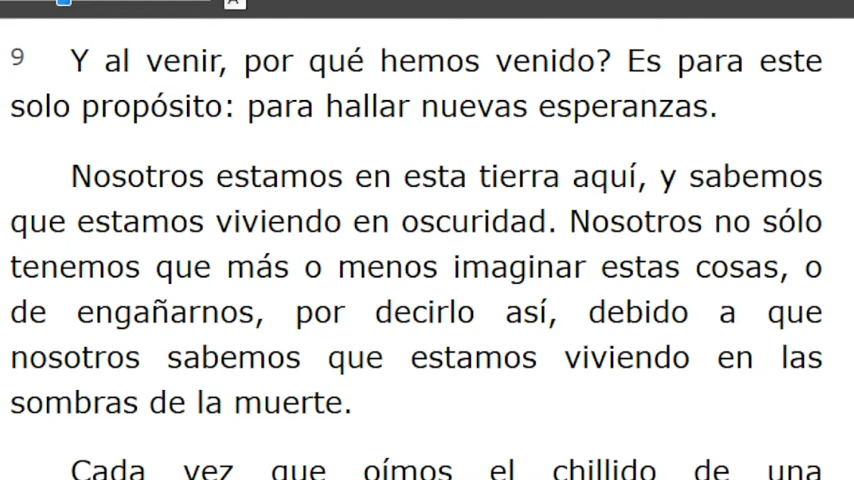 9 Y al venir, por qué hemos venido? Es para este
solo propósito: para hallar nuevas esperanzas.
Nosotros estamos en esta tierra aquí, y sabemos
que estamos viviendo en oscuridad. Nosotros no sólo
tenemos que más o menos imaginar estas cosas, o
de engañarnos, por decirlo así, debido a que
nosotros sabemos que estamos viviendo en las
sombras de la muerte.
Cada vez que oímos el chillido de una